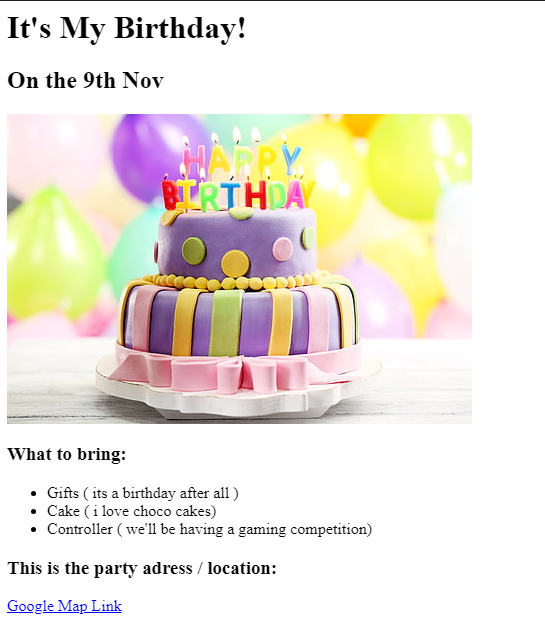 It's My Birthday!
On the 9th Nov
HAPPY
BIRTHDAY
What to bring:
Gifts ( its a birthday after all )
Cake ( i love choco cakes)
Controller ( we'll be having a gaming competition)
This is the party adress / location:
Google Map Link